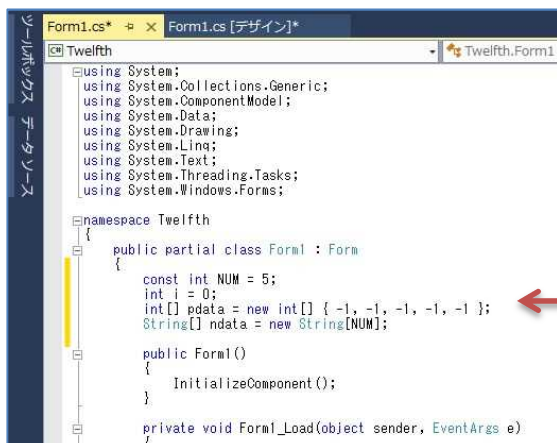 Form1.cs*
Form1.cs [デザイン]*
ツールボックス
データ ソース
C# Twelfth
Twelfth.Form1
using System;
using System.Collections.Generic;
using System.ComponentModel;
using System.Data;
using System.Drawing;
using System.Linq;
using System.Text;
using System.Threading.Tasks;
using System.Windows.Forms;
namespace Twelfth
{
public partial class Form1 : Form
{
const int NUM = 5;
int i = 0;
int[] pdata = new int[] { -1, -1, -1, -1, -1 };
String[] ndata = new String[NUM];
public Form1()
{
InitializeComponent();
}
private void Form1_Load(object sender, EventArgs e)
{